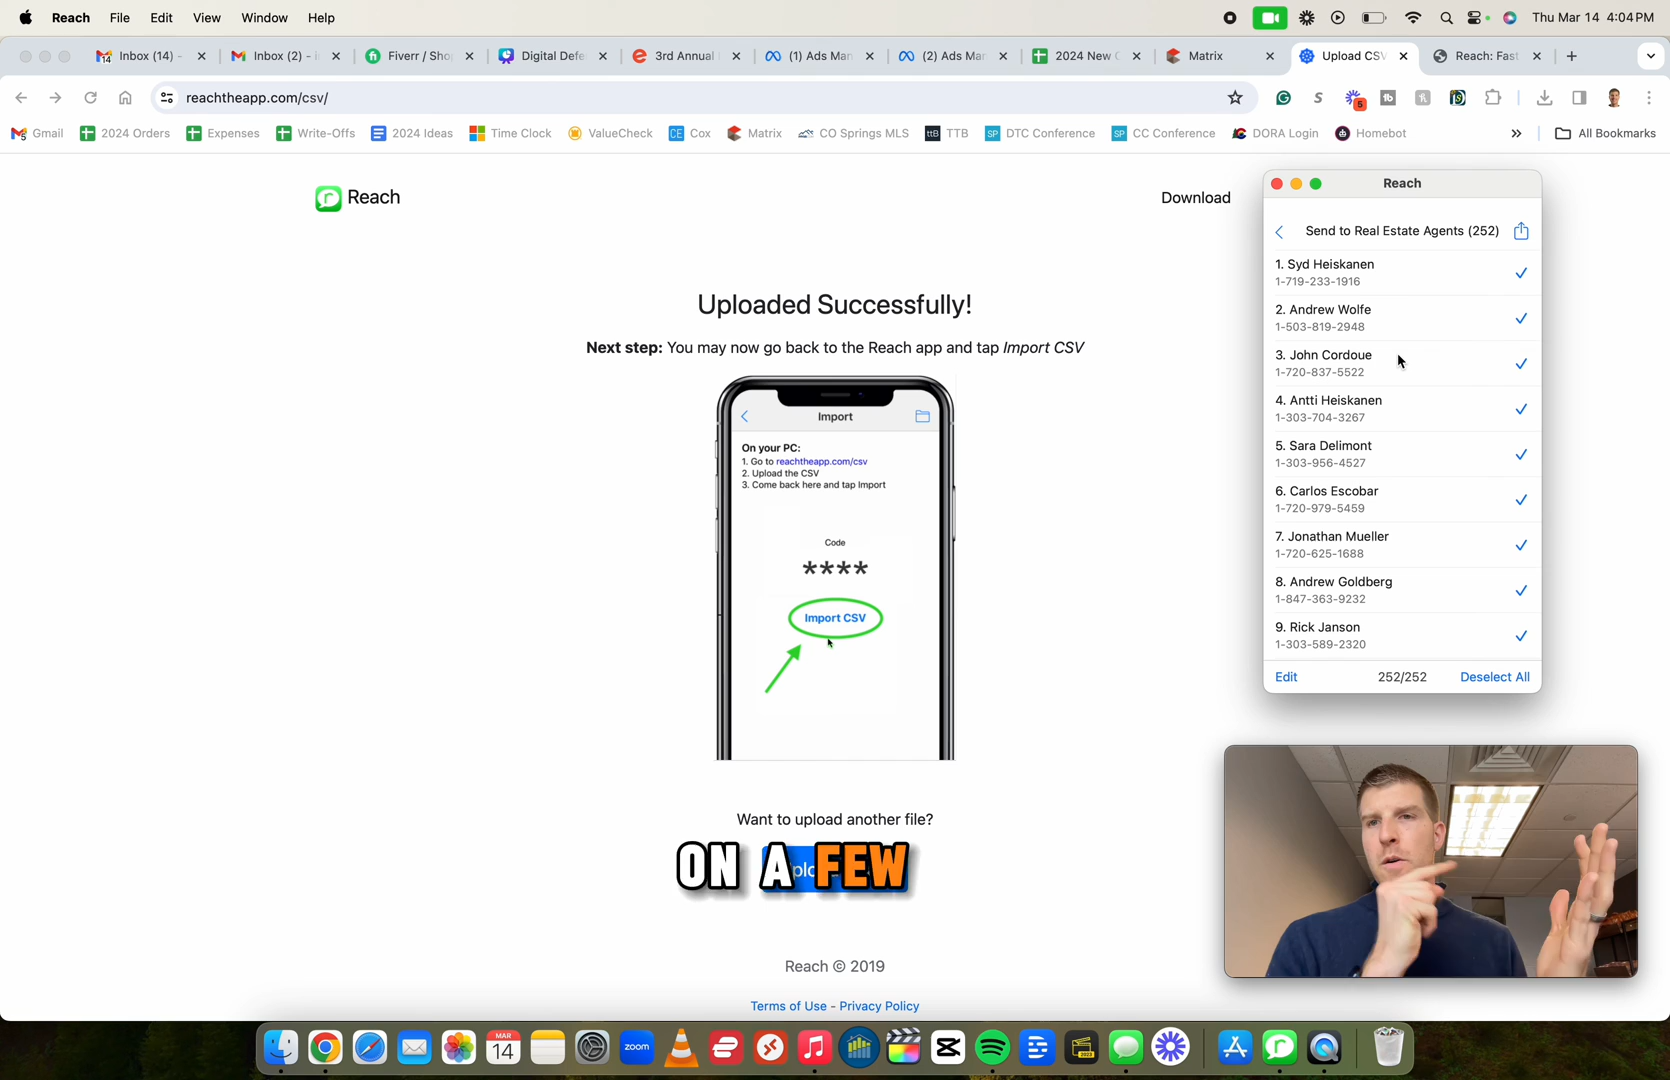 Reach File Edit View Window Help
Thu Mar 14 4:04 PM
Inbox (14) -
Inbox (2) - i
Fiverr / Sho
Digital Defe
3rd Annual
(1) Ads Man
(2) Ads Man
2024 New C
Matrix
Upload CSV
Reach: Fast
reachtheapp.com/csv/
5
Gmail 2024 Orders Expenses Write-Offs 2024 Ideas Time Clock ValueCheck Cox Matrix CO Springs MLS TTB DTC Conference CC Conference DORA Login Homebot » All Bookmarks
Reach
Download
Uploaded Successfully!
Next step: You may now go back to the Reach app and tap Import CSV
Import
On your PC:
1. Go to reachtheapp.com/csv
2. Upload the CSV
3. Come back here and tap Import
Code
****
Import CSV
Want to upload another file?
ON A FEW
Reach © 2019
Terms of Use - Privacy Policy
Reach
Send to Real Estate Agents (252)
1. Syd Heiskanen
1-719-233-1916
2. Andrew Wolfe
1-503-819-2948
3. John Cordoue
1-720-837-5522
4. Antti Heiskanen
1-303-704-3267
5. Sara Delimont
1-303-956-4527
6. Carlos Escobar
1-720-979-5459
7. Jonathan Mueller
1-720-625-1688
8. Andrew Goldberg
1-847-363-9232
9. Rick Janson
1-303-589-2320
Edit 252/252 Deselect All
MAR
14
zoom
2023